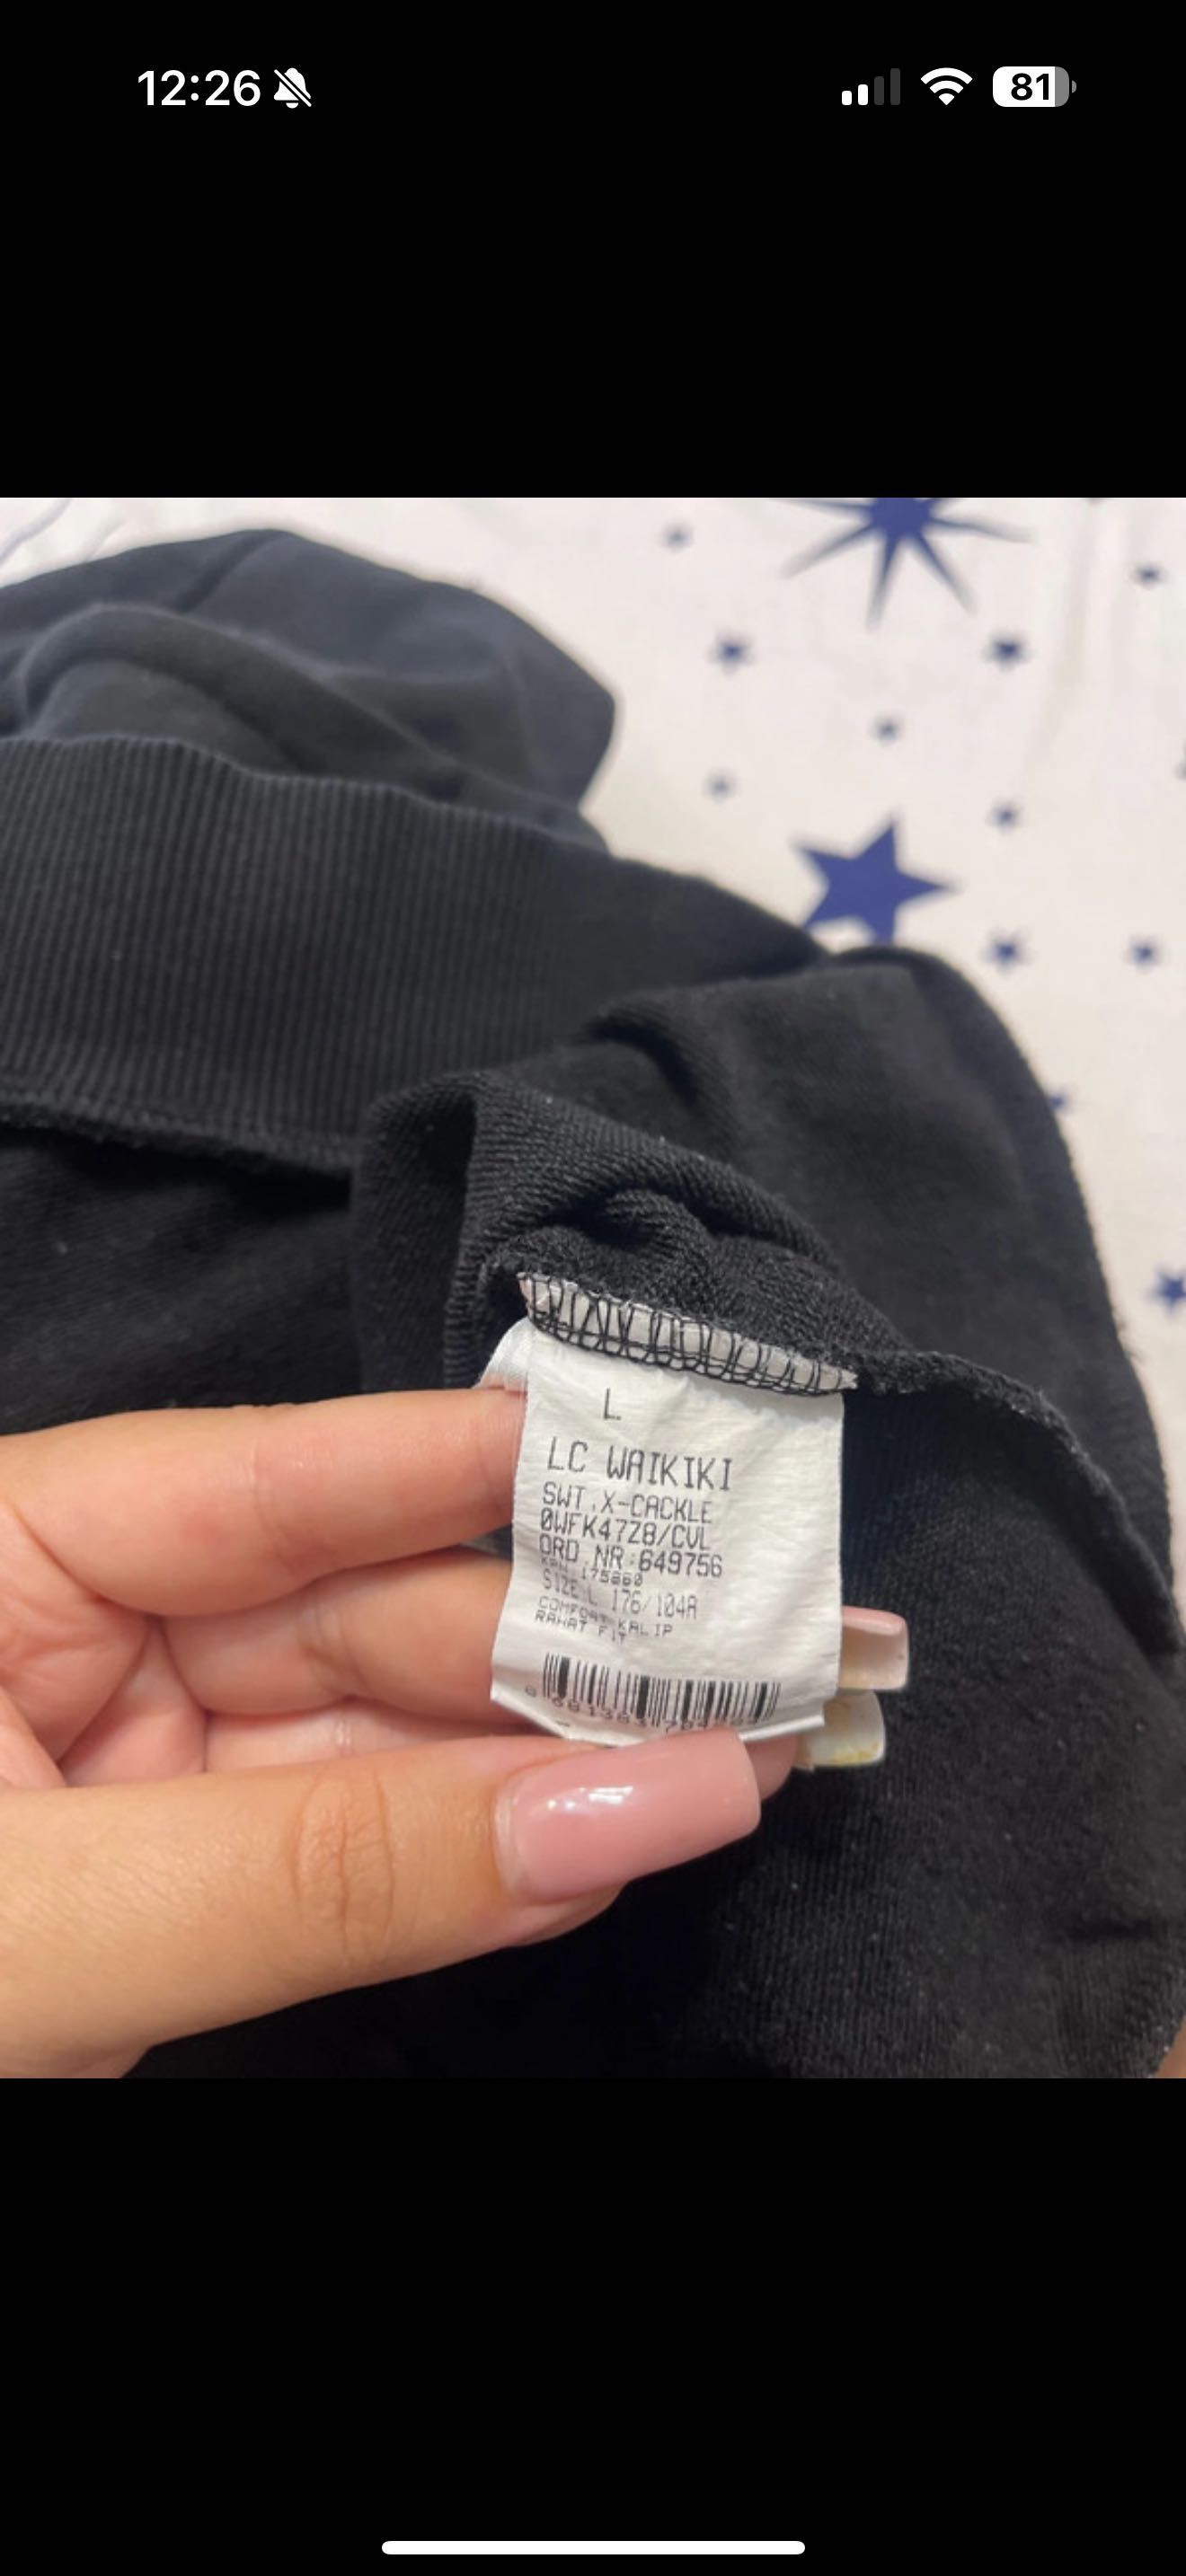 12:26
81
L
LC WAIKIKI
SWT.X-CACKLE
0WFK47Z8/CVL
ORD.NR:649756
175860
SIZE L 176/104A
COMFORT KALIP
RAHAT FIT